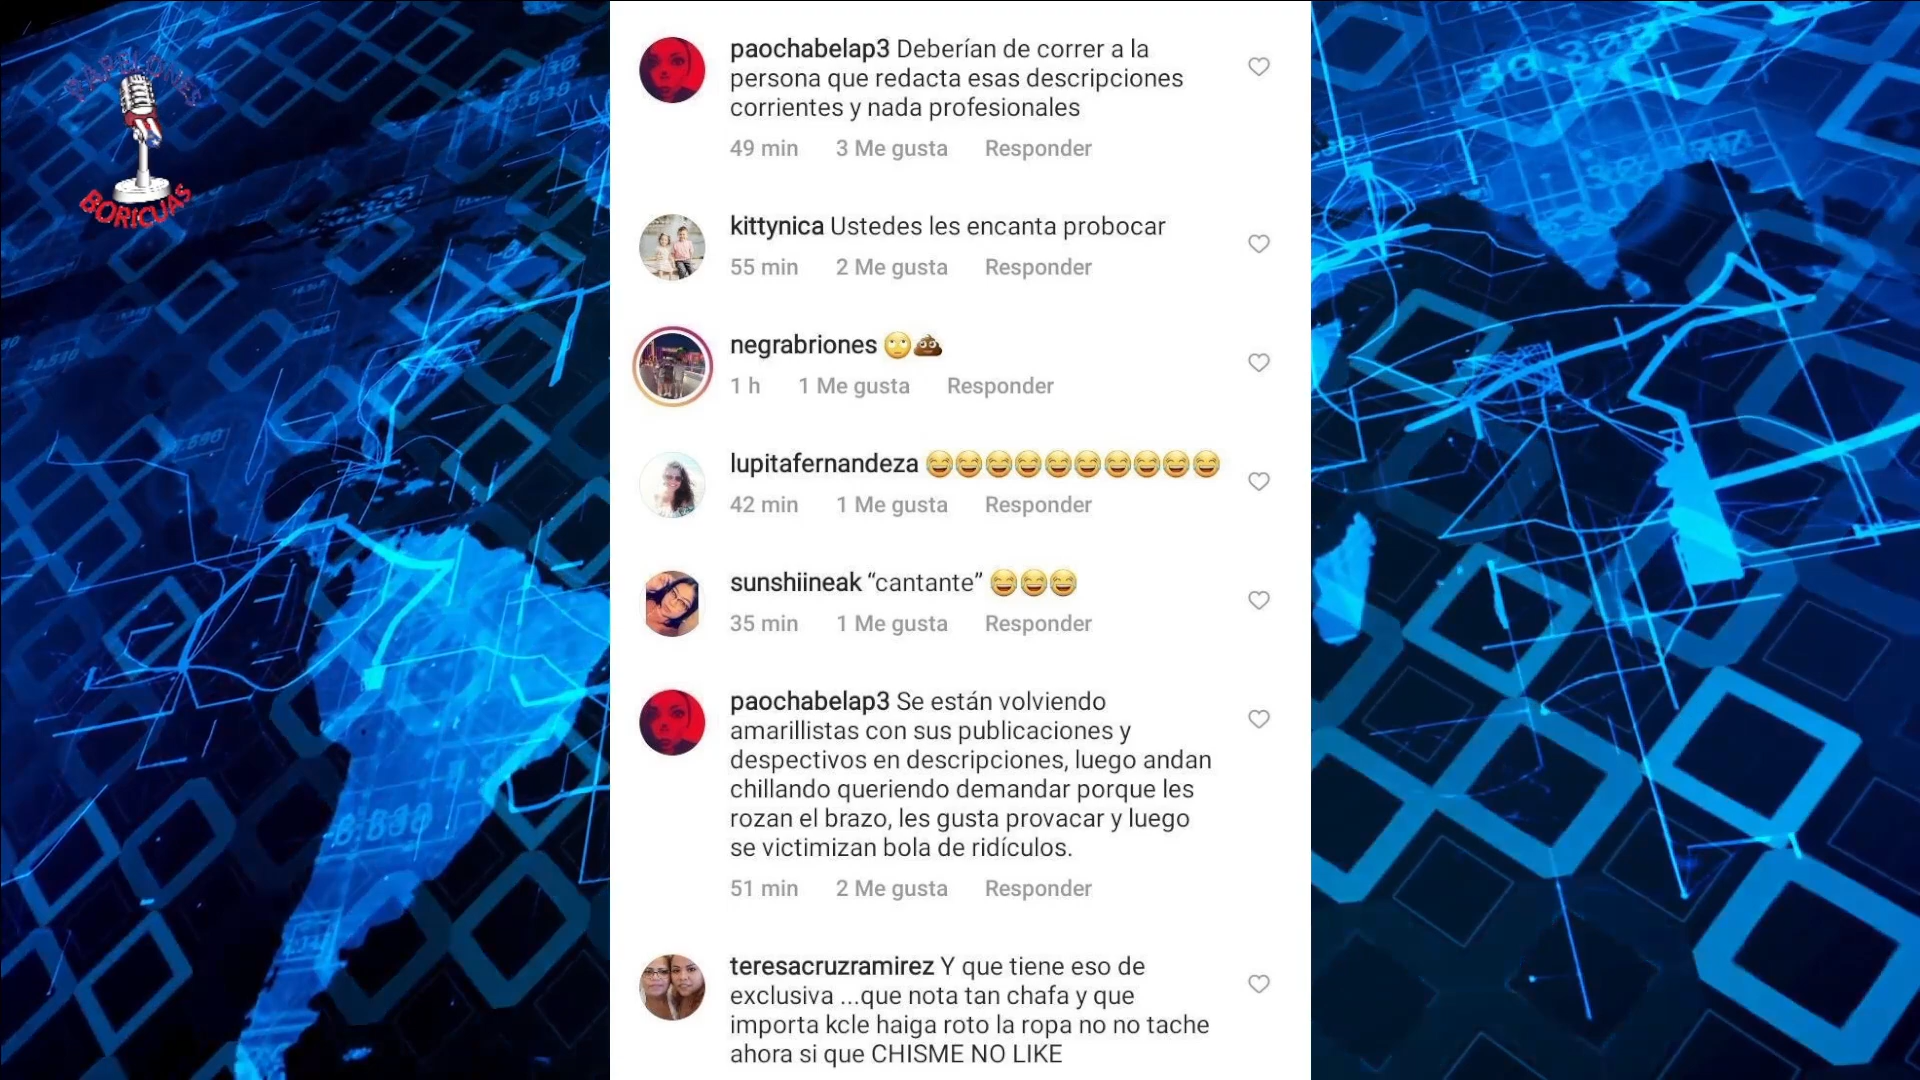 BORICUAS
paochabelap3 Deberían de correr a la
persona que redacta esas descripciones
corrientes y nada profesionales
49 min 3 Me gusta Responder
kittynica Ustedes les encanta probocar
55 min 2 Me gusta Responder
negrabriones 🙄💩
1 h 1 Me gusta Responder
lupitafernandeza 😂😂😂😂😂😂😂😂😂😂
42 min 1 Me gusta Responder
sunshiineak “cantante” 😂😂😂
35 min 1 Me gusta Responder
paochabelap3 Se están volviendo
amarillistas con sus publicaciones y
despectivos en descripciones, luego andan
chillando queriendo demandar porque les
rozan el brazo, les gusta provacar y luego
se victimizan bola de ridículos.
51 min 2 Me gusta Responder
teresacruzramirez Y que tiene eso de
exclusiva ...que nota tan chafa y que
importa kcle haiga roto la ropa no no tache
ahora si que CHISME NO LIKE